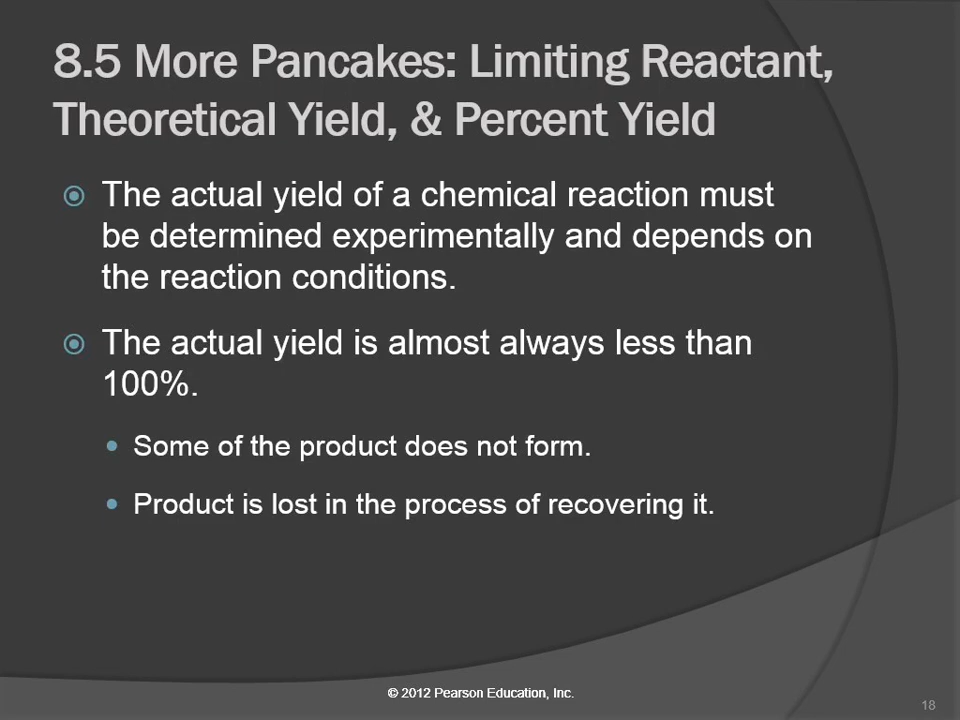 8.5 More Pancakes: Limiting Reactant,
Theoretical Yield, & Percent Yield
The actual yield of a chemical reaction must
be determined experimentally and depends on
the reaction conditions.
The actual yield is almost always less than
100%.
Some of the product does not form.
Product is lost in the process of recovering it.
© 2012 Pearson Education, Inc.
18